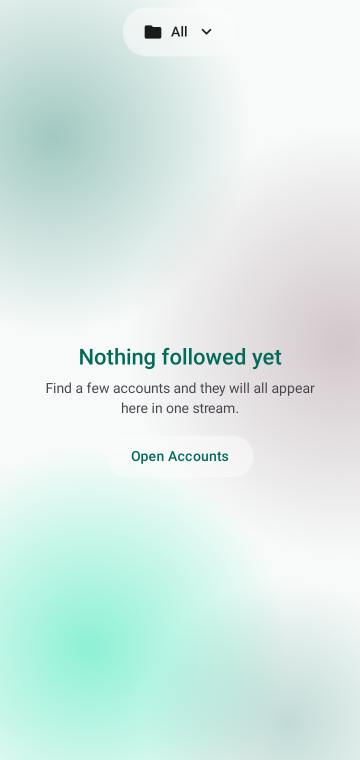 All
Nothing followed yet
Find a few accounts and they will all appear
here in one stream.
Open Accounts